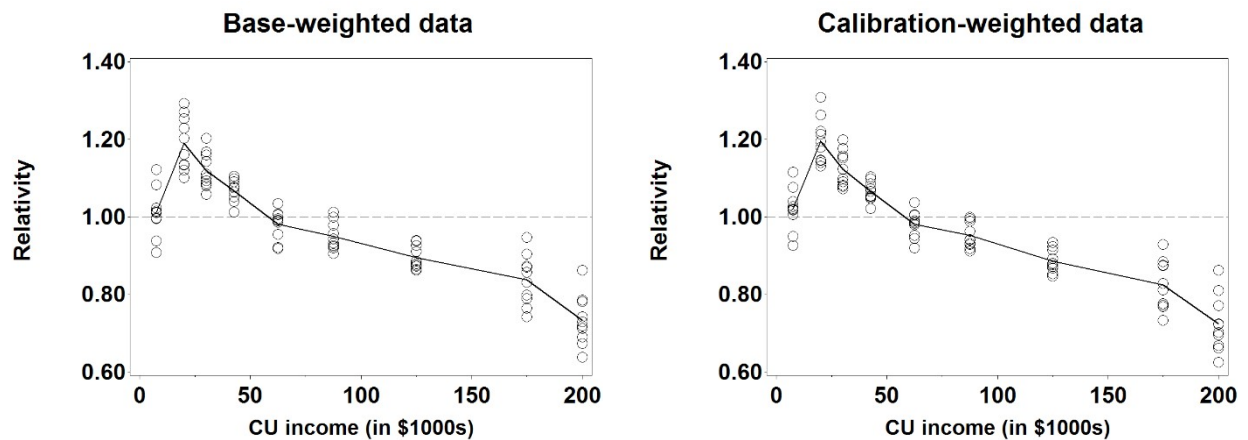 Base-weighted data
1.40
1.20
1.00
0.80
0.60
Relativity
0 50 100 150 200
CU income (in $1000s)
Calibration-weighted data
1.40
1.20
1.00
0.80
0.60
Relativity
0 50 100 150 200
CU income (in $1000s)